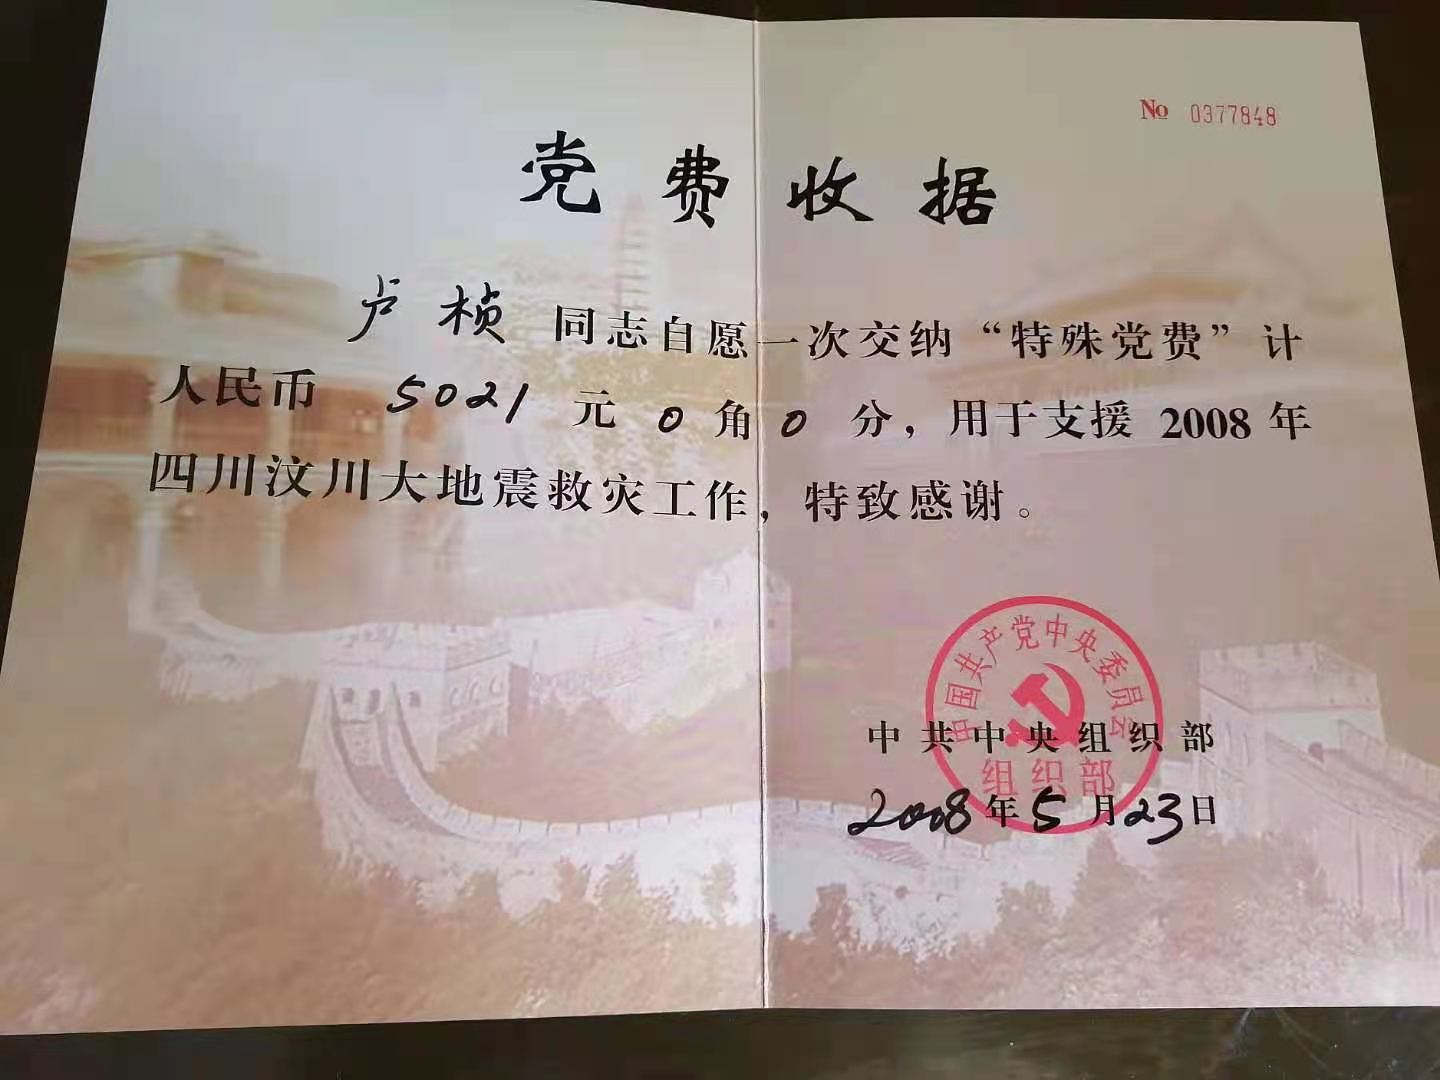 No 0377848
党费收据
卢桢 同志自愿一次交纳“特殊党费”计
人民币 5021 元 0 角 0 分，用于支援 2008 年
四川汶川大地震救灾工作，特致感谢。
中国共产党中央委员会
中共中央组织部
组织部
2008年5月23日